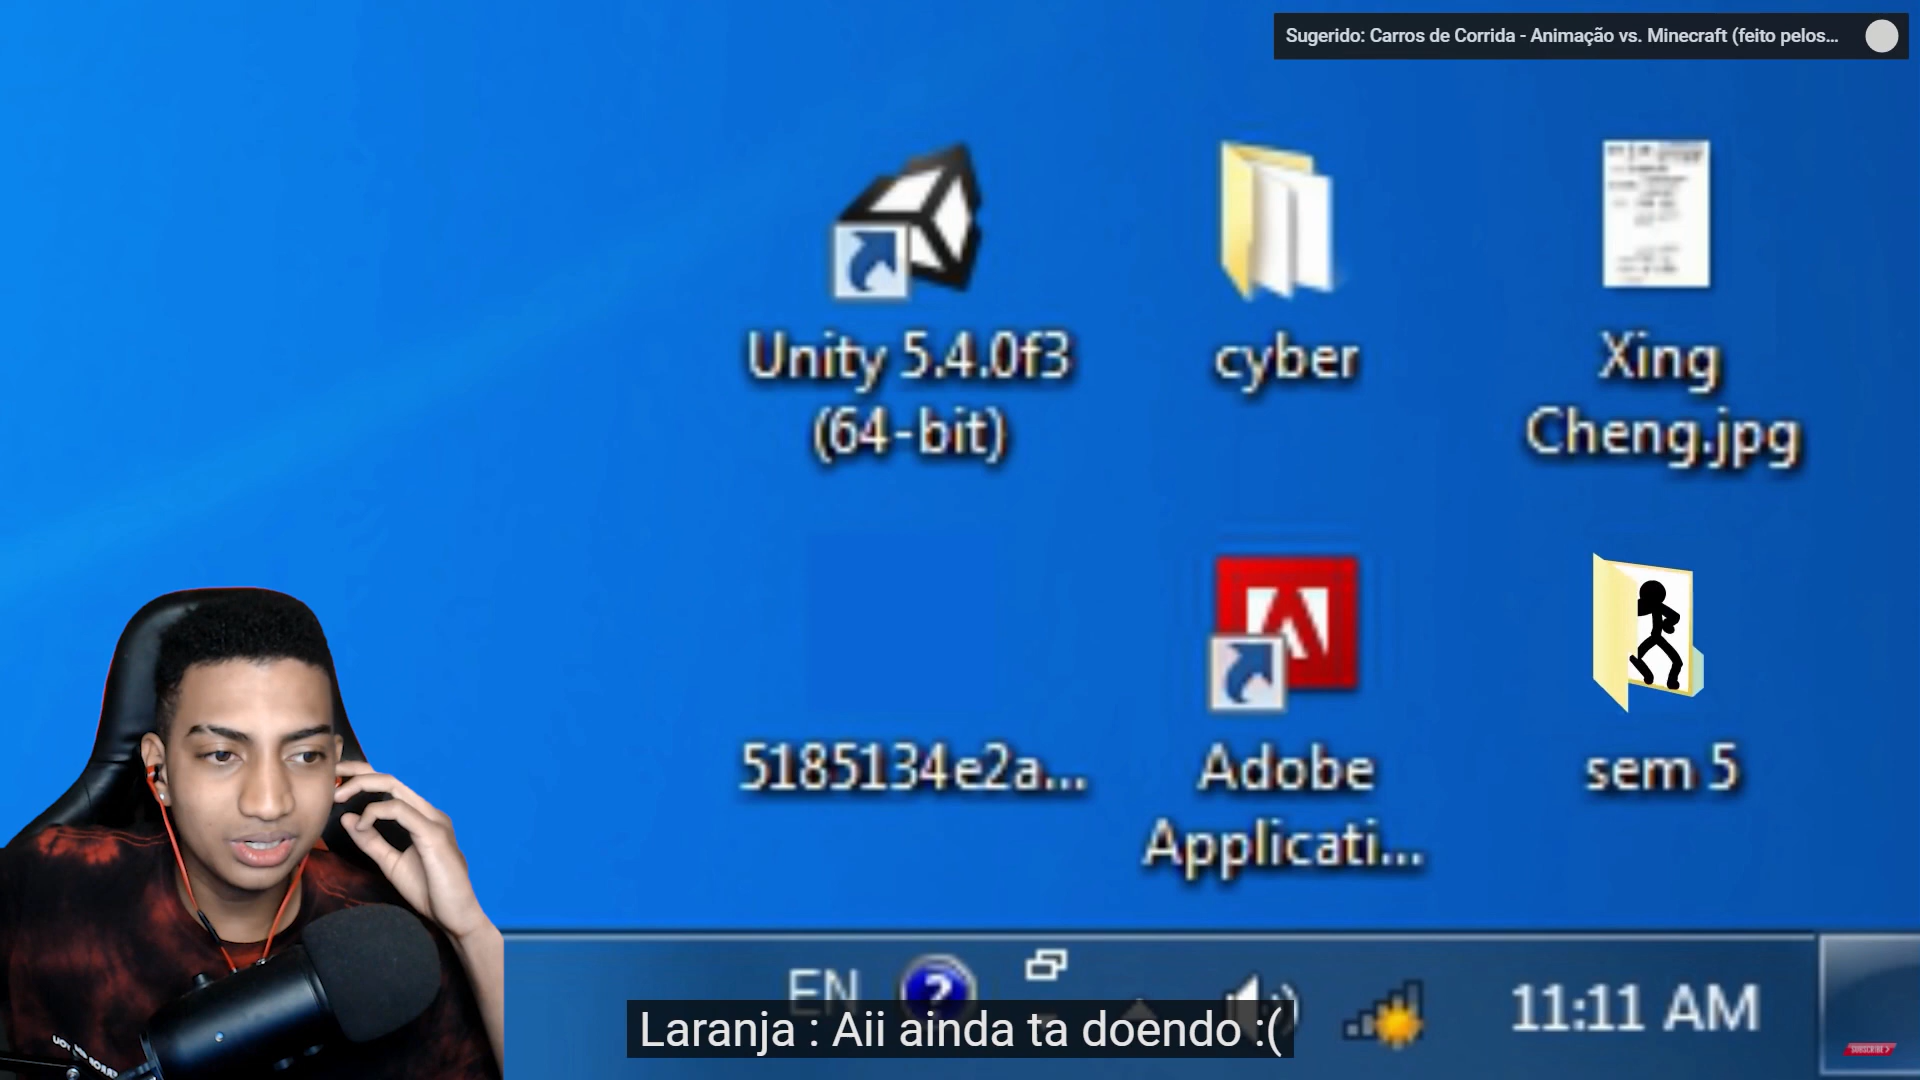 Sugerido: Carros de Corrida - Animação vs. Minecraft (feito pelos...
Unity 5.4.0f3
(64-bit)
cyber
Xing
Cheng.jpg
5185134e2a...
Adobe
Applicati...
sem 5
EN
?
11:11 AM
Laranja : Aii ainda ta doendo :(
SUBSCRIBE